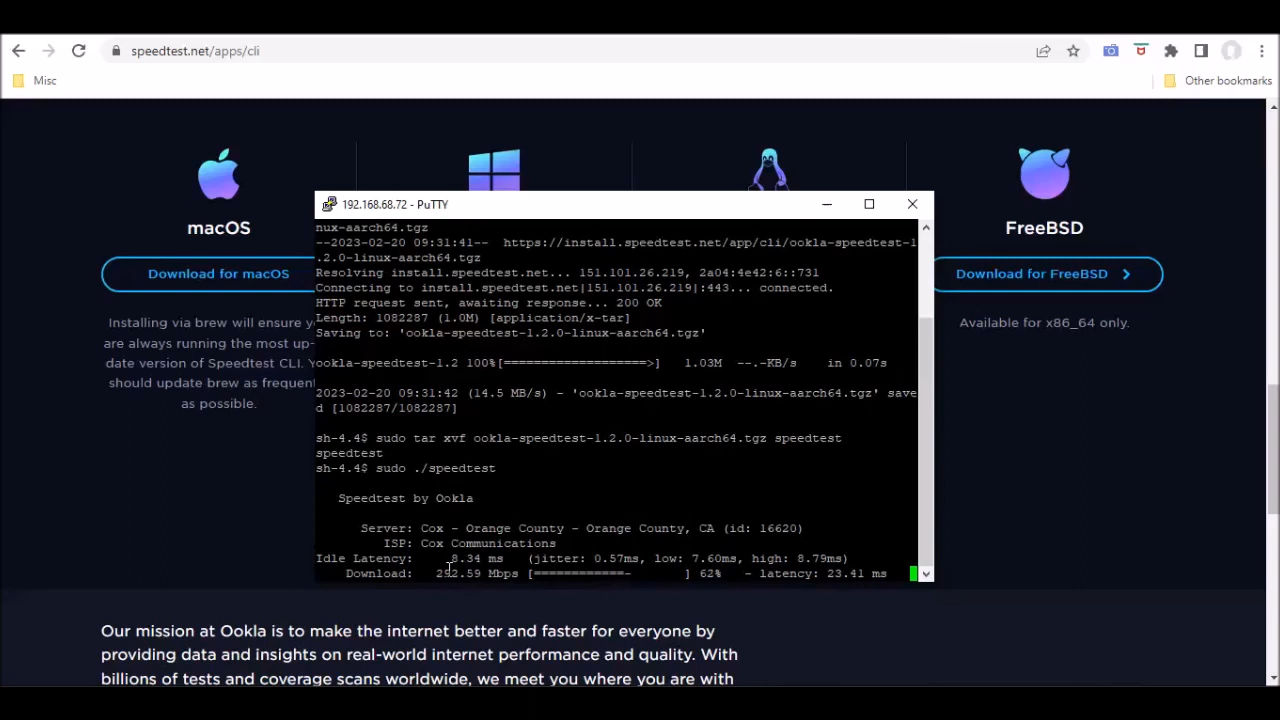 speedtest.net/apps/cli
Misc
Other bookmarks
macOS
FreeBSD
Download for macOS
Download for FreeBSD
Installing via brew will ensure y
are always running the most up-
date version of Speedtest CLI. Y
should update brew as frequent
as possible.
Available for x86_64 only.
192.168.68.72 - PuTTY
nux-aarch64.tgz
--2023-02-20 09:31:41--  https://install.speedtest.net/app/cli/ookla-speedtest-1
.2.0-linux-aarch64.tgz
Resolving install.speedtest.net... 151.101.26.219, 2a04:4e42:6::731
Connecting to install.speedtest.net|151.101.26.219|:443... connected.
HTTP request sent, awaiting response... 200 OK
Length: 1082287 (1.0M) [application/x-tar]
Saving to: 'ookla-speedtest-1.2.0-linux-aarch64.tgz'
ookla-speedtest-1.2 100%[===================>]   1.03M  --.-KB/s    in 0.07s
2023-02-20 09:31:42 (14.5 MB/s) - 'ookla-speedtest-1.2.0-linux-aarch64.tgz' save
d [1082287/1082287]
sh-4.4$ sudo tar xvf ookla-speedtest-1.2.0-linux-aarch64.tgz speedtest
speedtest
sh-4.4$ sudo ./speedtest
Speedtest by Ookla
Server: Cox - Orange County - Orange County, CA (id: 16620)
ISP: Cox Communications
Idle Latency:     8.34 ms   (jitter: 0.57ms, low: 7.60ms, high: 8.79ms)
Download:   292.59 Mbps [============-       ] 62%   - latency: 23.41 ms
Our mission at Ookla is to make the internet better and faster for everyone by
providing data and insights on real-world internet performance and quality. With
billions of tests and coverage scans worldwide, we meet you where you are with